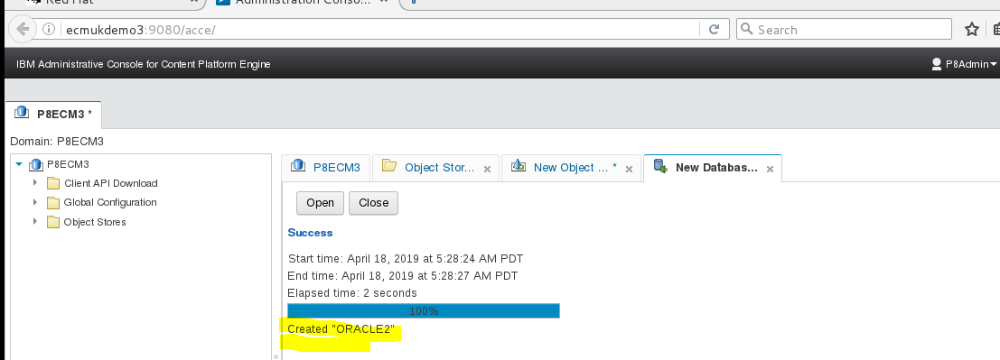 Red Hat
Administration Conso...
ecmukdemo3:9080/acce/
Search
IBM Administrative Console for Content Platform Engine
P8Admin
P8ECM3 *
Domain: P8ECM3
P8ECM3
Client API Download
Global Configuration
Object Stores
P8ECM3
Object Stor...
New Object ... *
New Databas...
Open
Close
Success
Start time: April 18, 2019 at 5:28:24 AM PDT
End time: April 18, 2019 at 5:28:27 AM PDT
Elapsed time: 2 seconds
100%
Created "ORACLE2"